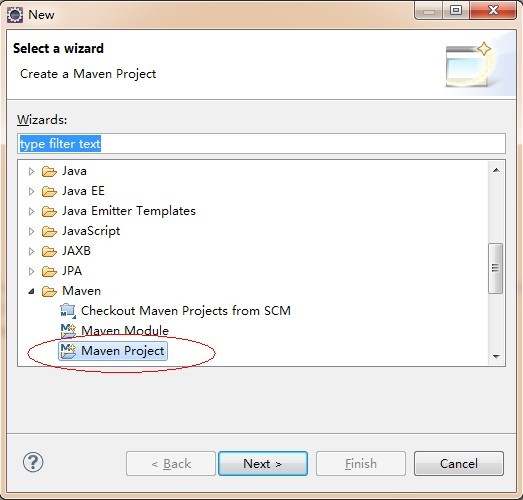 New
Select a wizard
Create a Maven Project
Wizards:
type filter text
Java
Java EE
Java Emitter Templates
JavaScript
JAXB
JPA
Maven
Checkout Maven Projects from SCM
Maven Module
Maven Project
< Back
Next >
Finish
Cancel